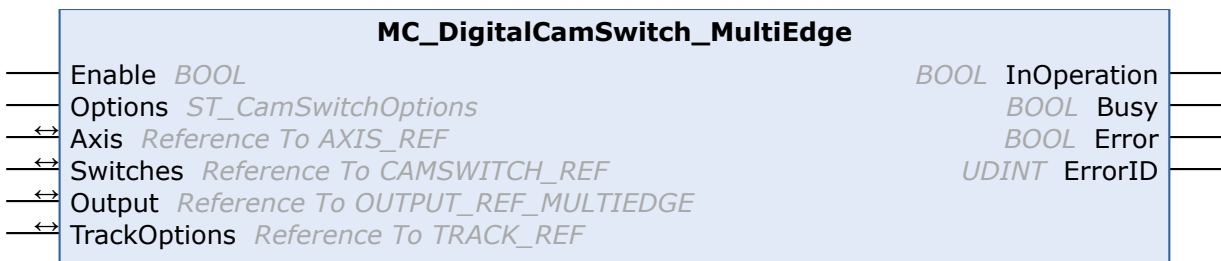 MC_DigitalCamSwitch_MultiEdge
Enable BOOL BOOL InOperation
Options ST_CamSwitchOptions BOOL Busy
↔ Axis Reference To AXIS_REF BOOL Error
↔ Switches Reference To CAMSWITCH_REF UDINT ErrorID
↔ Output Reference To OUTPUT_REF_MULTIEDGE
↔ TrackOptions Reference To TRACK_REF